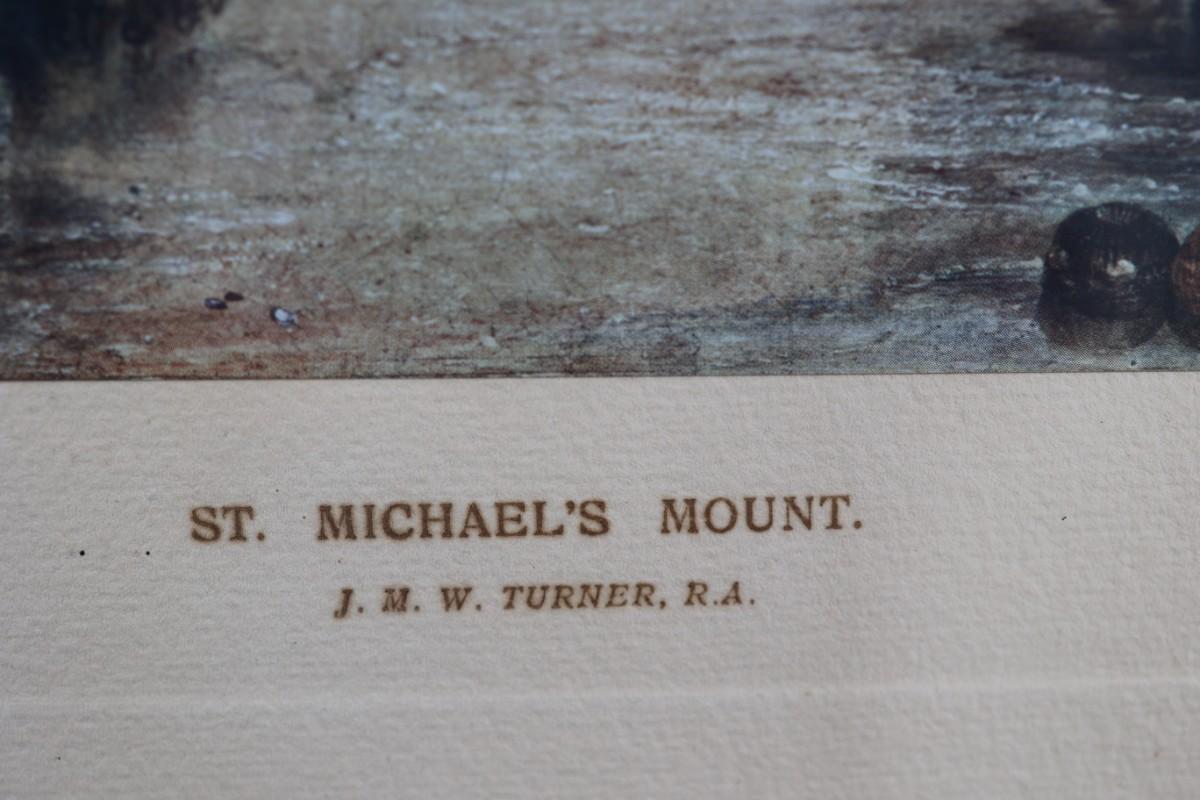 ST. MICHAEL'S MOUNT.
J. M. W. TURNER, R.A.